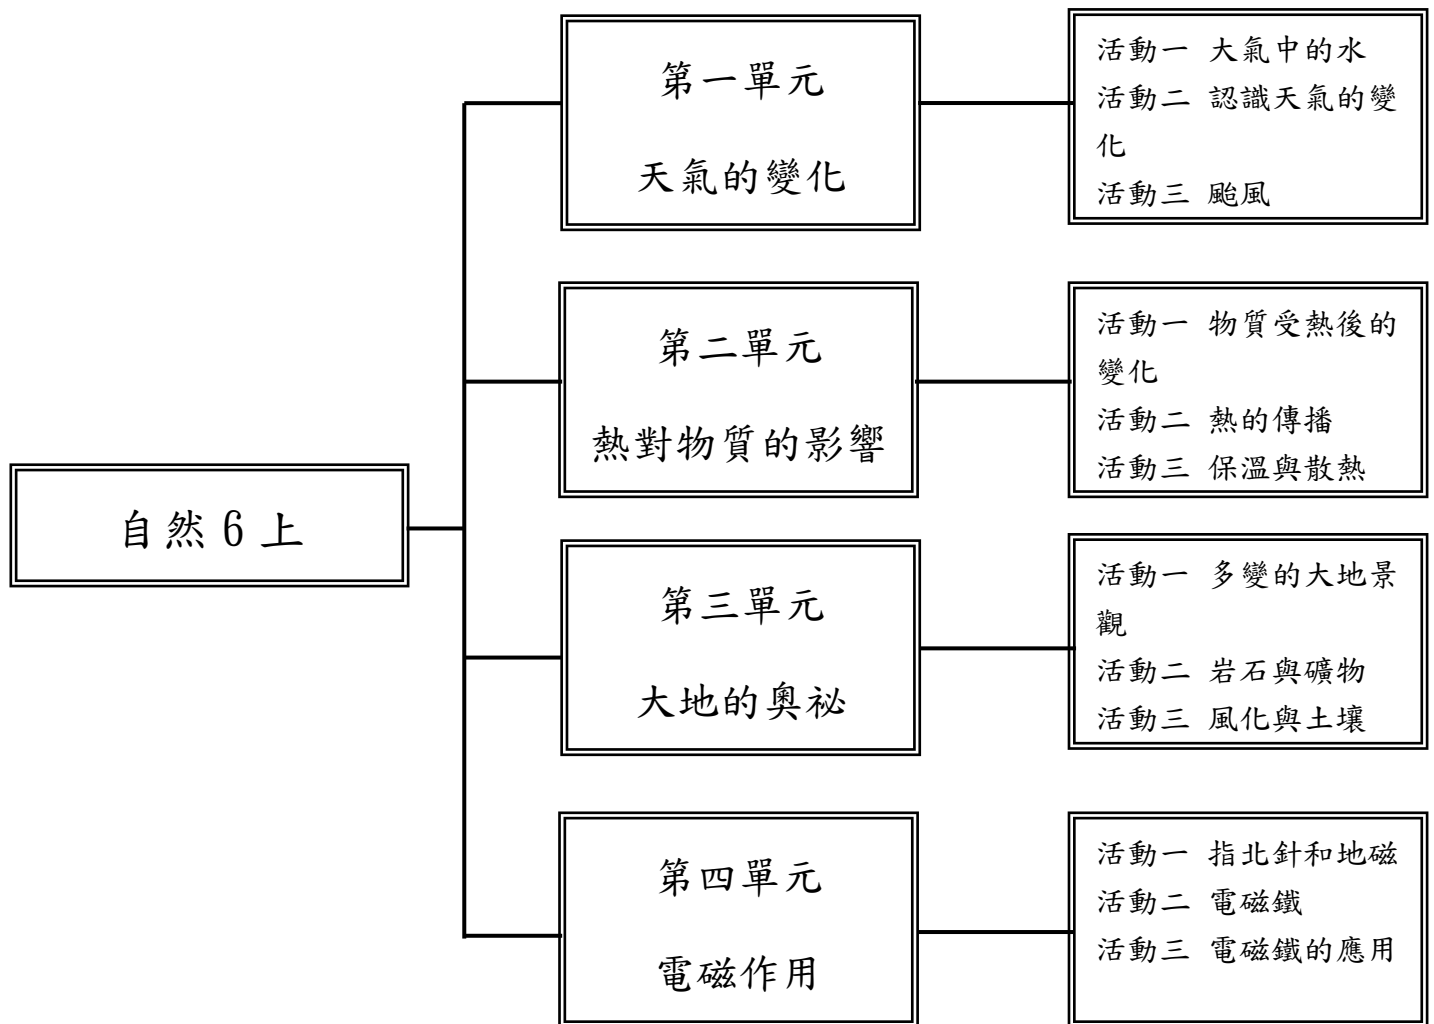 自然6上
第一單元
天氣的變化
活動一 大氣中的水
活動二 認識天氣的變
化
活動三 颱風
第二單元
熱對物質的影響
活動一 物質受熱後的
變化
活動二 熱的傳播
活動三 保溫與散熱
第三單元
大地的奧祕
活動一 多變的大地景
觀
活動二 岩石與礦物
活動三 風化與土壤
第四單元
電磁作用
活動一 指北針和地磁
活動二 電磁鐵
活動三 電磁鐵的應用